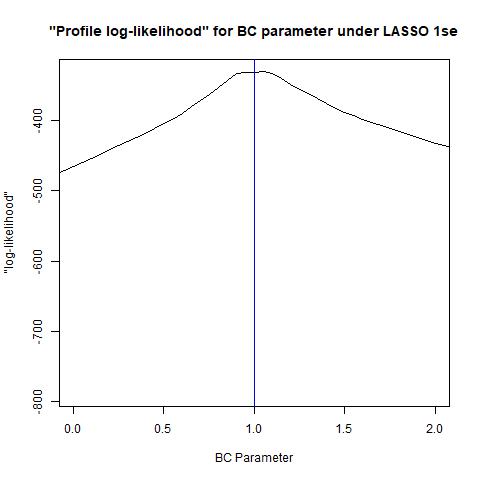 "Profile log-likelihood" for BC parameter under LASSO 1se
"log-likelihood"
-400
-500
-600
-700
-800
0.0 0.5 1.0 1.5 2.0
BC Parameter